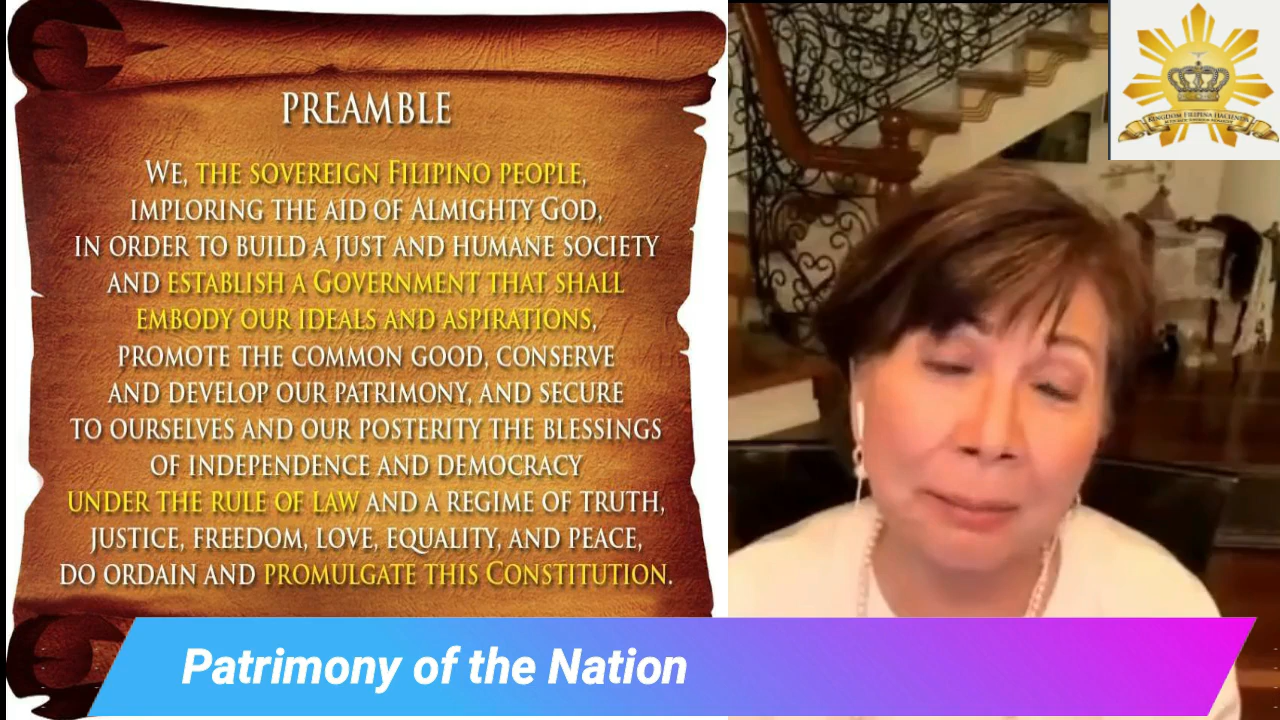 PREAMBLE
WE, THE SOVEREIGN FILIPINO PEOPLE,
IMPLORING THE AID OF ALMIGHTY GOD,
IN ORDER TO BUILD A JUST AND HUMANE SOCIETY
AND ESTABLISH A GOVERNMENT THAT SHALL
EMBODY OUR IDEALS AND ASPIRATIONS,
PROMOTE THE COMMON GOOD, CONSERVE
AND DEVELOP OUR PATRIMONY, AND SECURE
TO OURSELVES AND OUR POSTERITY THE BLESSINGS
OF INDEPENDENCE AND DEMOCRACY
UNDER THE RULE OF LAW AND A REGIME OF TRUTH,
JUSTICE, FREEDOM, LOVE, EQUALITY, AND PEACE,
DO ORDAIN AND PROMULGATE THIS CONSTITUTION.
KINGDOM FILIPINA HACIENDA
Patrimony of the Nation